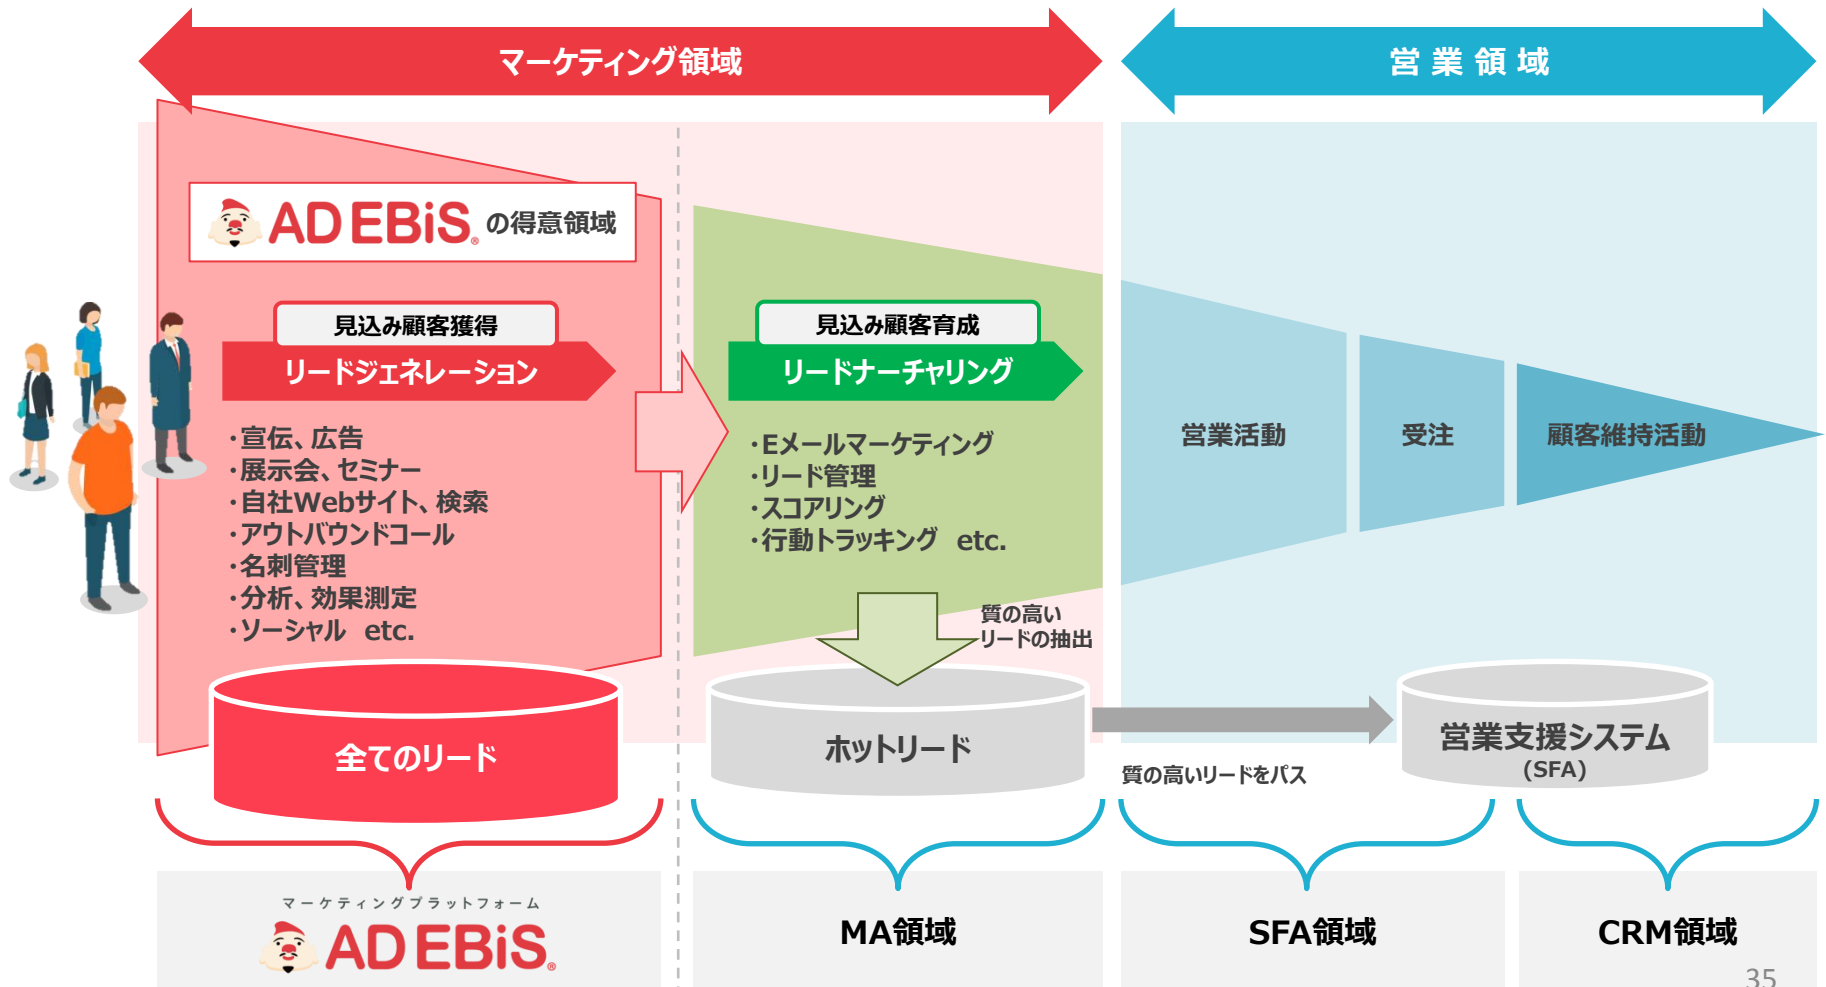 マーケティング領域
営業領域
AD EBiS® の得意領域
見込み顧客獲得
リードジェネレーション
・宣伝、広告
・展示会、セミナー
・自社Webサイト、検索
・アウトバウンドコール
・名刺管理
・分析、効果測定
・ソーシャル etc.
全てのリード
見込み顧客育成
リードナーチャリング
・Eメールマーケティング
・リード管理
・スコアリング
・行動トラッキング etc.
質の高い
リードの抽出
ホットリード
営業活動
受注
顧客維持活動
質の高いリードをパス
営業支援システム
(SFA)
マーケティングプラットフォーム
AD EBiS®
MA領域
SFA領域
CRM領域
35